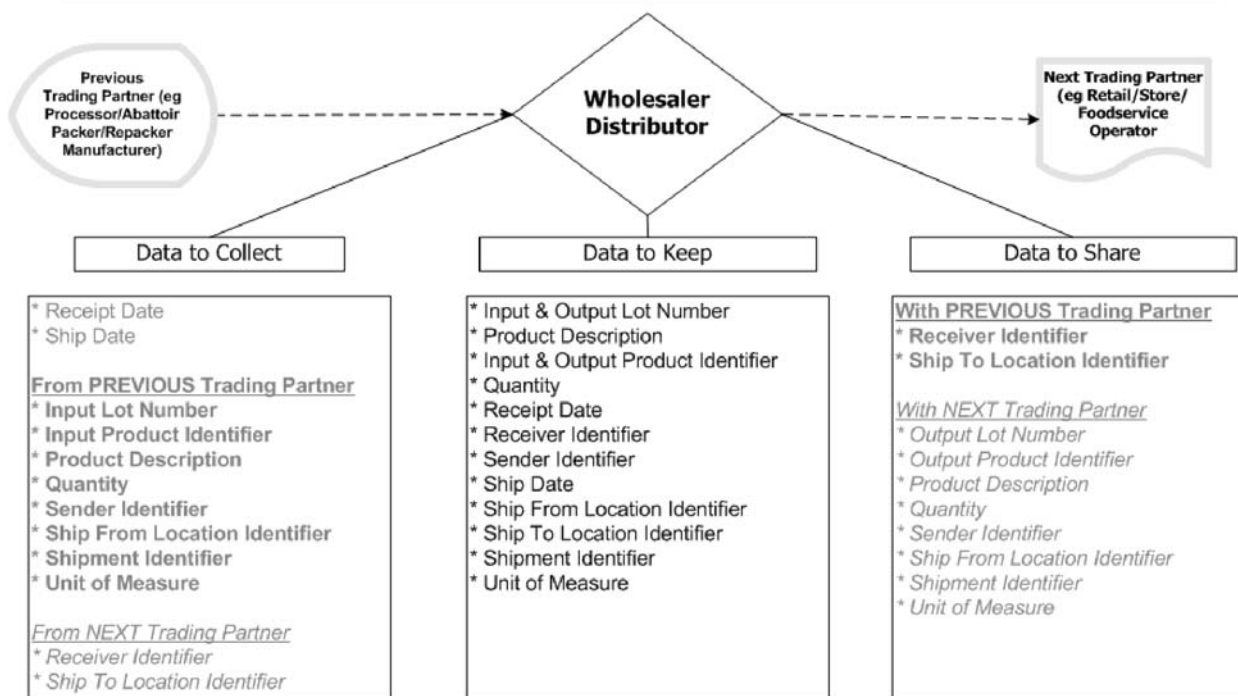 Previous
Trading Partner (eg
Processor/Abattoir
Packer/Repacker
Manufacturer)
Wholesaler
Distributor
Next Trading Partner
(eg Retail/Store/
Foodservice
Operator
Data to Collect
* Receipt Date
* Ship Date
From PREVIOUS Trading Partner
* Input Lot Number
* Input Product Identifier
* Product Description
* Quantity
* Sender Identifier
* Ship From Location Identifier
* Shipment Identifier
* Unit of Measure
From NEXT Trading Partner
* Receiver Identifier
* Ship To Location Identifier
Data to Keep
* Input & Output Lot Number
* Product Description
* Input & Output Product Identifier
* Quantity
* Receipt Date
* Receiver Identifier
* Sender Identifier
* Ship Date
* Ship From Location Identifier
* Ship To Location Identifier
* Shipment Identifier
* Unit of Measure
Data to Share
With PREVIOUS Trading Partner
* Receiver Identifier
* Ship To Location Identifier
With NEXT Trading Partner
* Output Lot Number
* Output Product Identifier
* Product Description
* Quantity
* Sender Identifier
* Ship From Location Identifier
* Shipment Identifier
* Unit of Measure